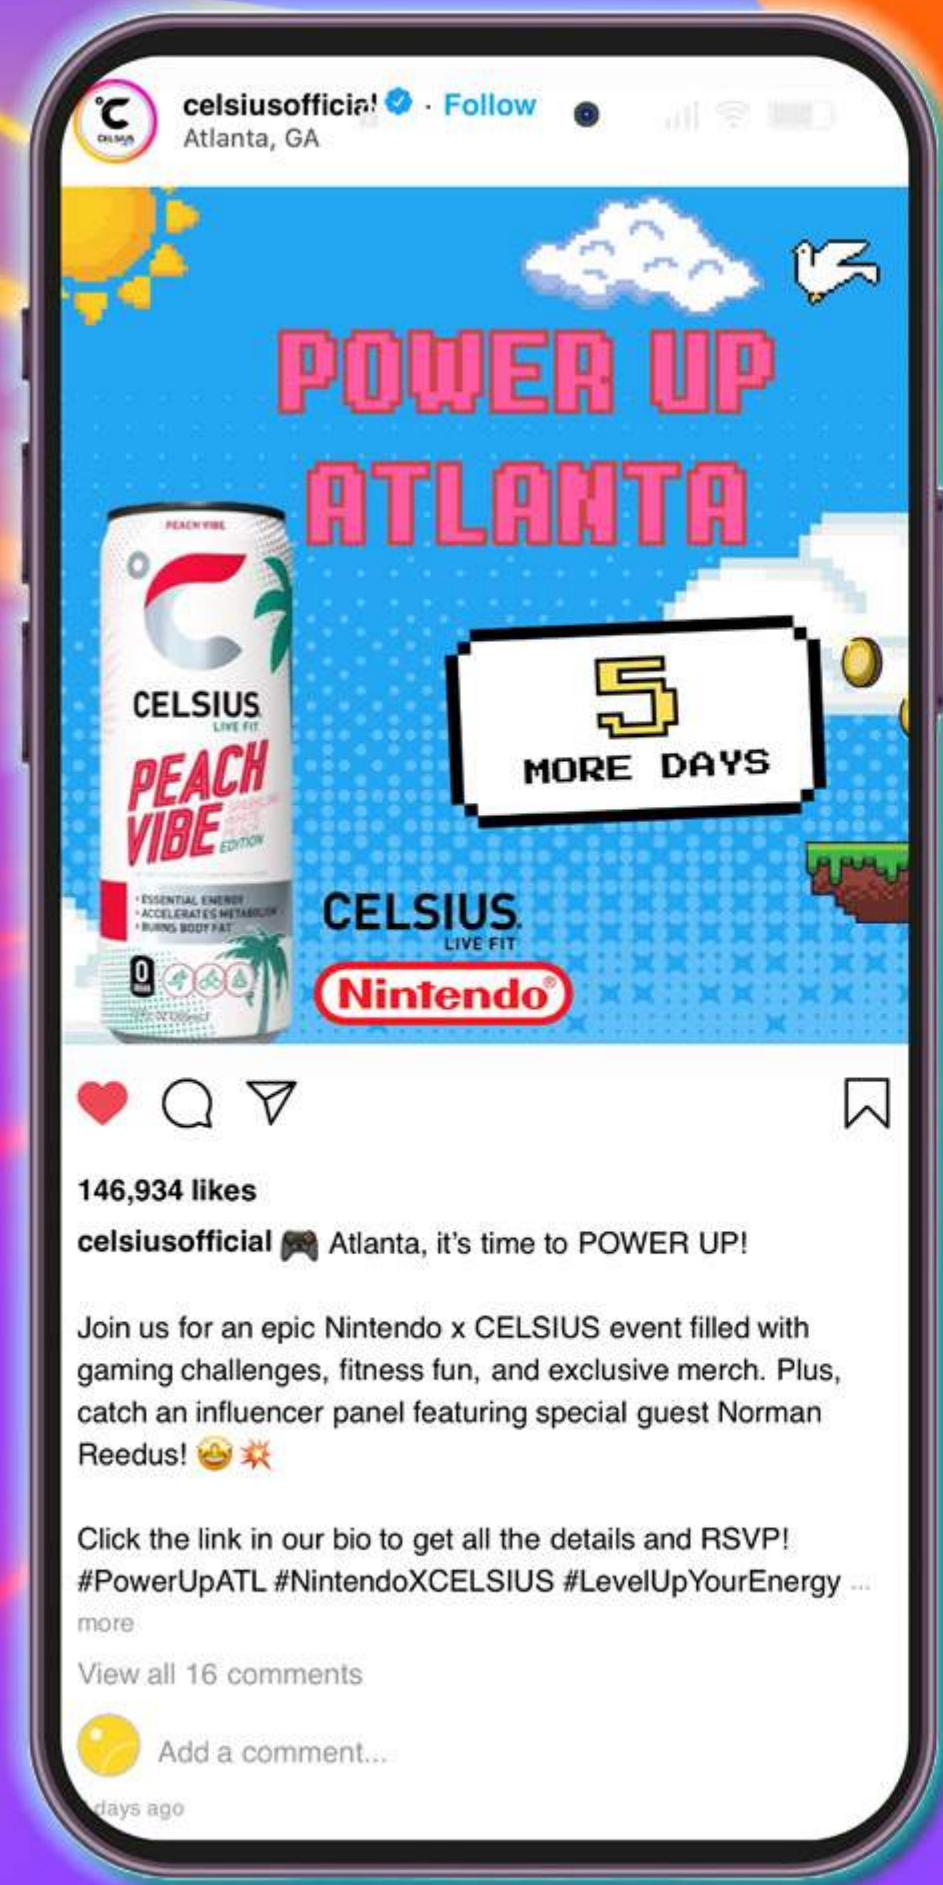 celsiusofficial · Follow
Atlanta, GA
POWER UP
ATLANTA
PEACH VIBE
CELSIUS
LIVE FIT
PEACH
VIBE
EDITION
• ESSENTIAL ENERGY
• ACCELERATES METABOLISM
• BURNS BODY FAT
0
5
MORE DAYS
CELSIUS
LIVE FIT
Nintendo®
146,934 likes
celsiusofficial 🎮 Atlanta, it's time to POWER UP!
Join us for an epic Nintendo x CELSIUS event filled with
gaming challenges, fitness fun, and exclusive merch. Plus,
catch an influencer panel featuring special guest Norman
Reedus! 🤩 💥
Click the link in our bio to get all the details and RSVP!
#PowerUpATL #NintendoXCELSIUS #LevelUpYourEnergy ...
more
View all 16 comments
Add a comment...
days ago